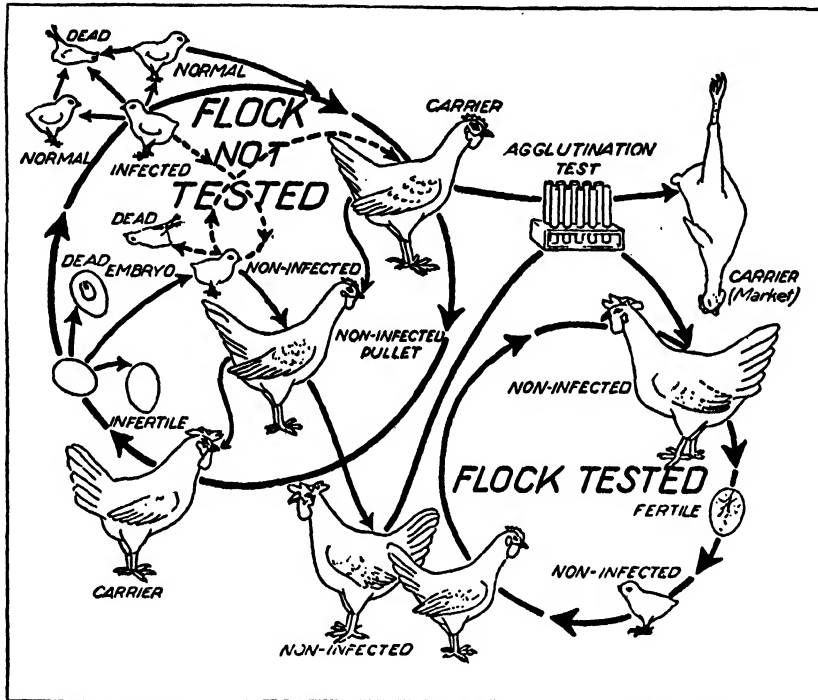 DEAD
NORMAL
NORMAL
INFECTED
FLOCK
NOT
TESTED
CARRIER
AGGLUTINATION
TEST
CARRIER
(Market)
DEAD
NON-INFECTED
DEAD
EMBRYO
NON-INFECTED
PULLET
INFERTILE
CARRIER
NON-INFECTED
NON-INFECTED
FLOCK TESTED
FERTILE
NON-INFECTED